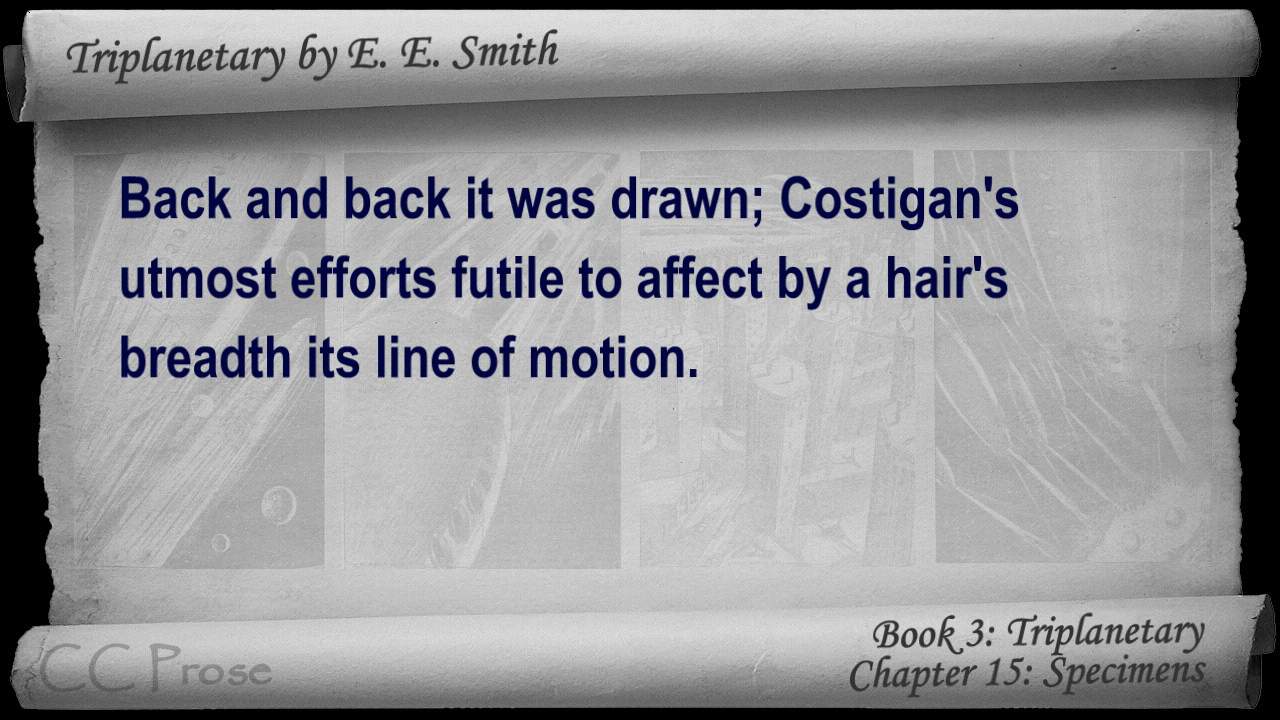 Triplanetary by E. E. Smith
Back and back it was drawn; Costigan's
utmost efforts futile to affect by a hair's
breadth its line of motion.
Book 3: Triplanetary
Chapter 15: Specimens
CC Prose